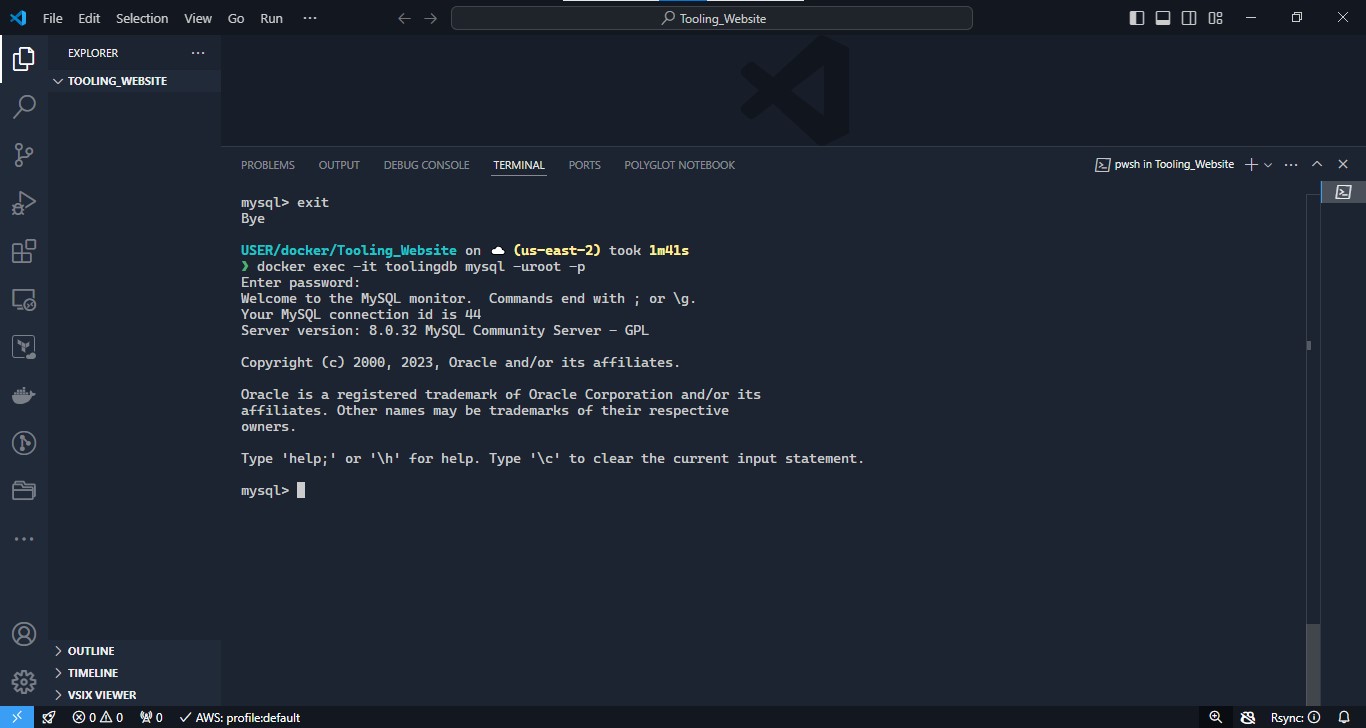 File Edit Selection View Go Run ···
Tooling_Website
EXPLORER ···
TOOLING_WEBSITE
PROBLEMS OUTPUT DEBUG CONSOLE TERMINAL PORTS POLYGLOT NOTEBOOK
pwsh in Tooling_Website
mysql> exit
Bye
USER/docker/Tooling_Website on ☁ (us-east-2) took 1m41s
❯ docker exec -it toolingdb mysql -uroot -p
Enter password:
Welcome to the MySQL monitor.  Commands end with ; or \g.
Your MySQL connection id is 44
Server version: 8.0.32 MySQL Community Server - GPL
Copyright (c) 2000, 2023, Oracle and/or its affiliates.
Oracle is a registered trademark of Oracle Corporation and/or its
affiliates. Other names may be trademarks of their respective
owners.
Type 'help;' or '\h' for help. Type '\c' to clear the current input statement.
mysql>
OUTLINE
TIMELINE
VSIX VIEWER
0 0 0 AWS: profile:default
Rsync: